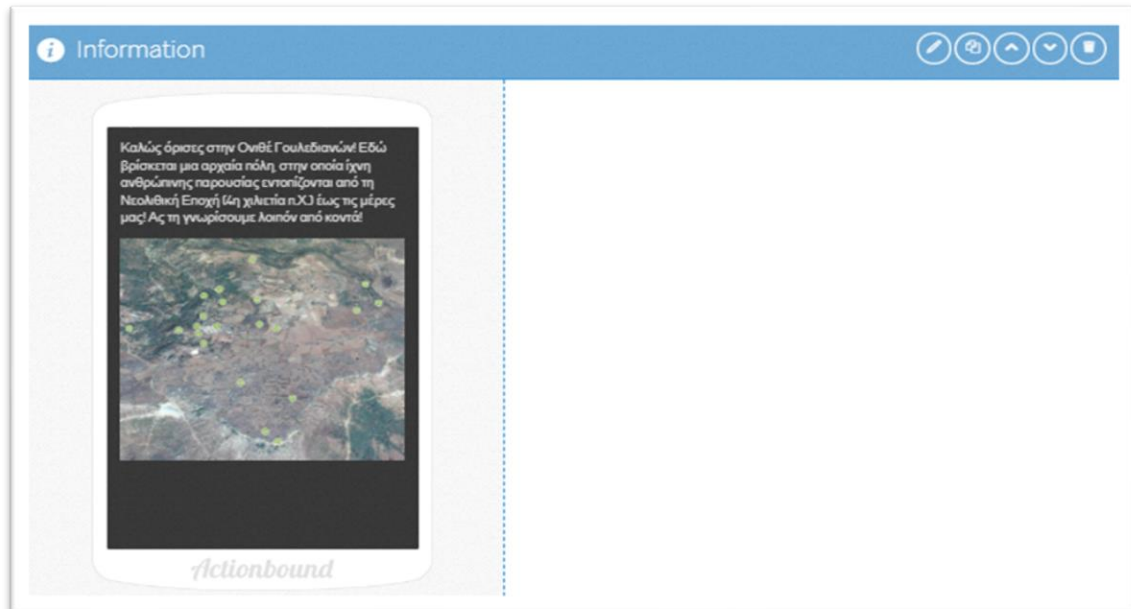 Information
Καλώς όρισες στην Ονιθέ Γουλεδιανών! Εδώ
βρίσκεται μια αρχαία πόλη, στην οποία ίχνη
ανθρώπινης παρουσίας εντοπίζονται από τη
Νεολιθική Εποχή (4η χιλιετία π.Χ.) έως τις μέρες
μας! Ας τη γνωρίσουμε λοιπόν από κοντά!
Actionbound